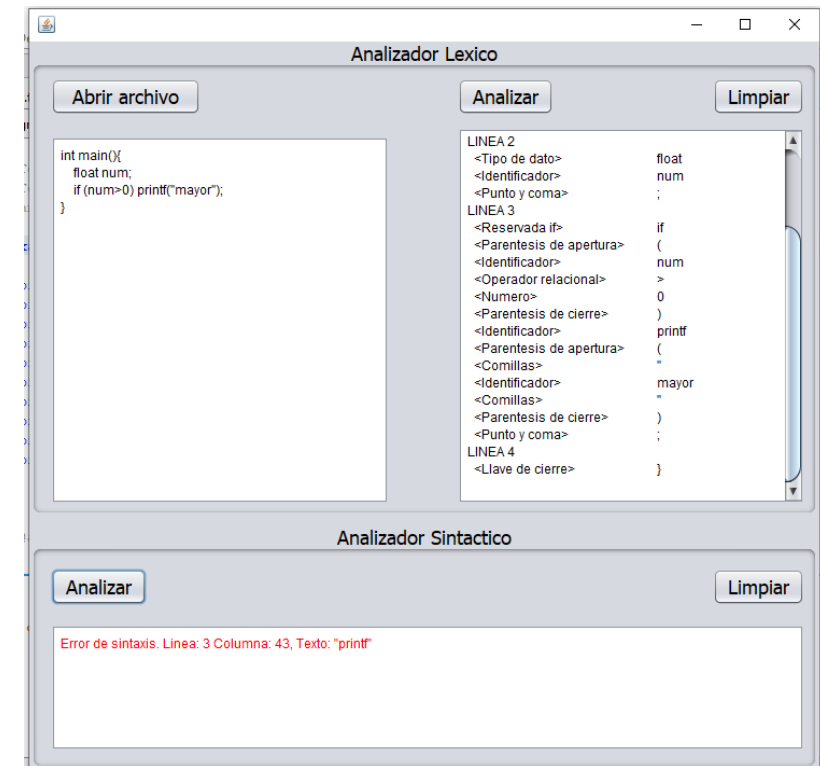 Analizador Lexico
Abrir archivo
Analizar
Limpiar
int main(){
float num;
if (num>0) printf("mayor");
}
LINEA 2
<Tipo de dato> float
<Identificador> num
<Punto y coma> ;
LINEA 3
<Reservada if> if
<Parentesis de apertura> (
<Identificador> num
<Operador relacional> >
<Numero> 0
<Parentesis de cierre> )
<Identificador> printf
<Parentesis de apertura> (
<Comillas> "
<Identificador> mayor
<Comillas> "
<Parentesis de cierre> )
<Punto y coma> ;
LINEA 4
<Llave de cierre> }
Analizador Sintactico
Analizar
Limpiar
Error de sintaxis. Linea: 3 Columna: 43, Texto: "printf"